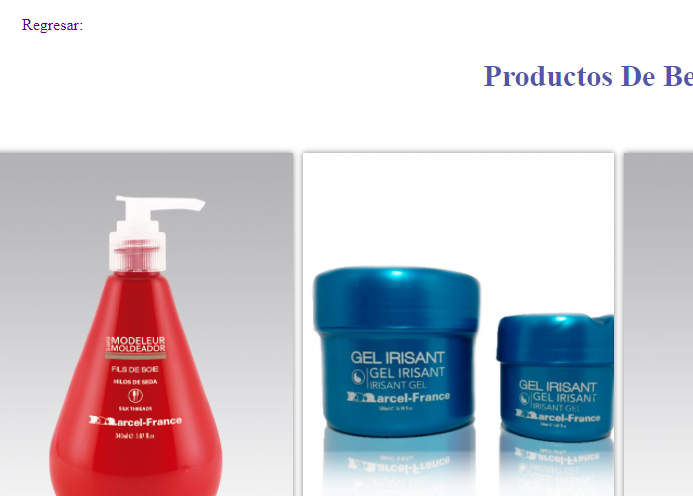 Regresar:
Productos De Be
MODELEUR
MOLDEADOR
FILS DE SOIE
HILOS DE SEDA
SILK THREADS
Marcel-France
GEL IRISANT
GEL IRISANT
IRISANT GEL
Marcel-France
GEL IRISANT
GEL IRISANT
IRISANT GEL
Marcel-France